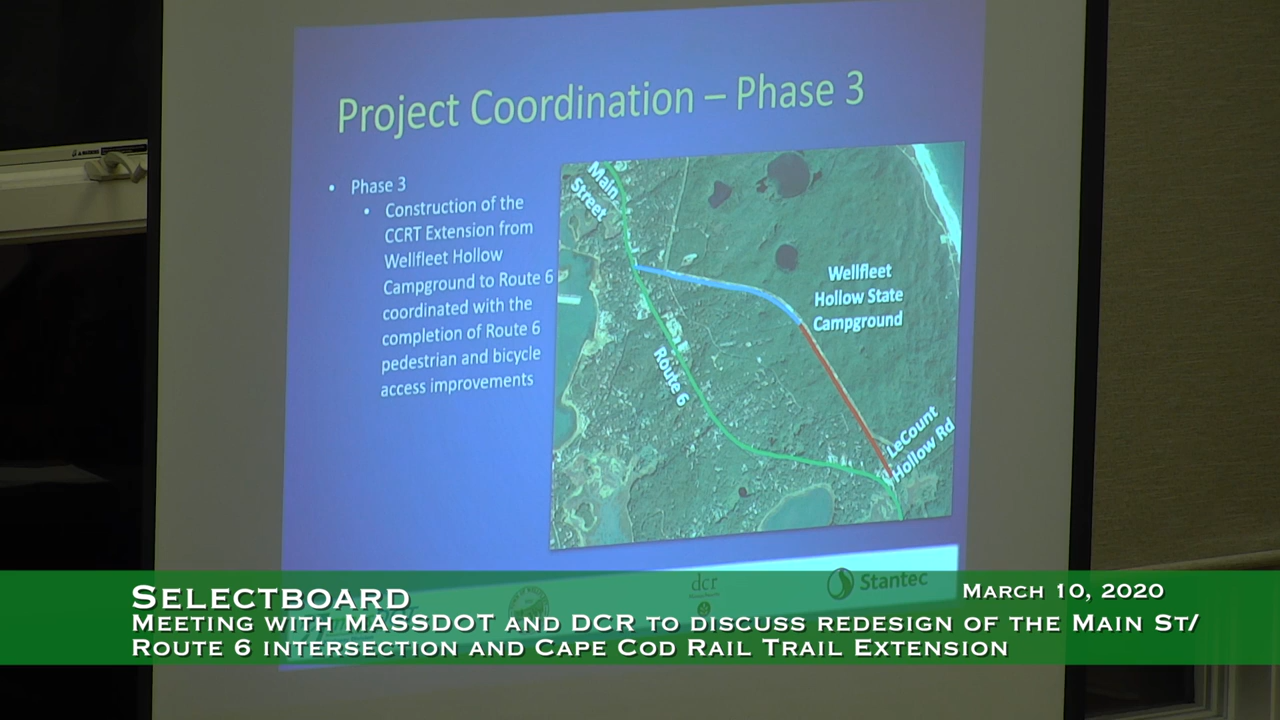 Project Coordination – Phase 3
• Phase 3
• Construction of the
CCRT Extension from
Wellfleet Hollow
Campground to Route 6
coordinated with the
completion of Route 6
pedestrian and bicycle
access improvements
Main
Street
Route 6
Wellfleet
Hollow State
Campground
LeCount
Hollow Rd
dcr
Stantec
SELECTBOARD
MARCH 10, 2020
MEETING WITH MASSDOT AND DCR TO DISCUSS REDESIGN OF THE MAIN ST/
ROUTE 6 INTERSECTION AND CAPE COD RAIL TRAIL EXTENSION